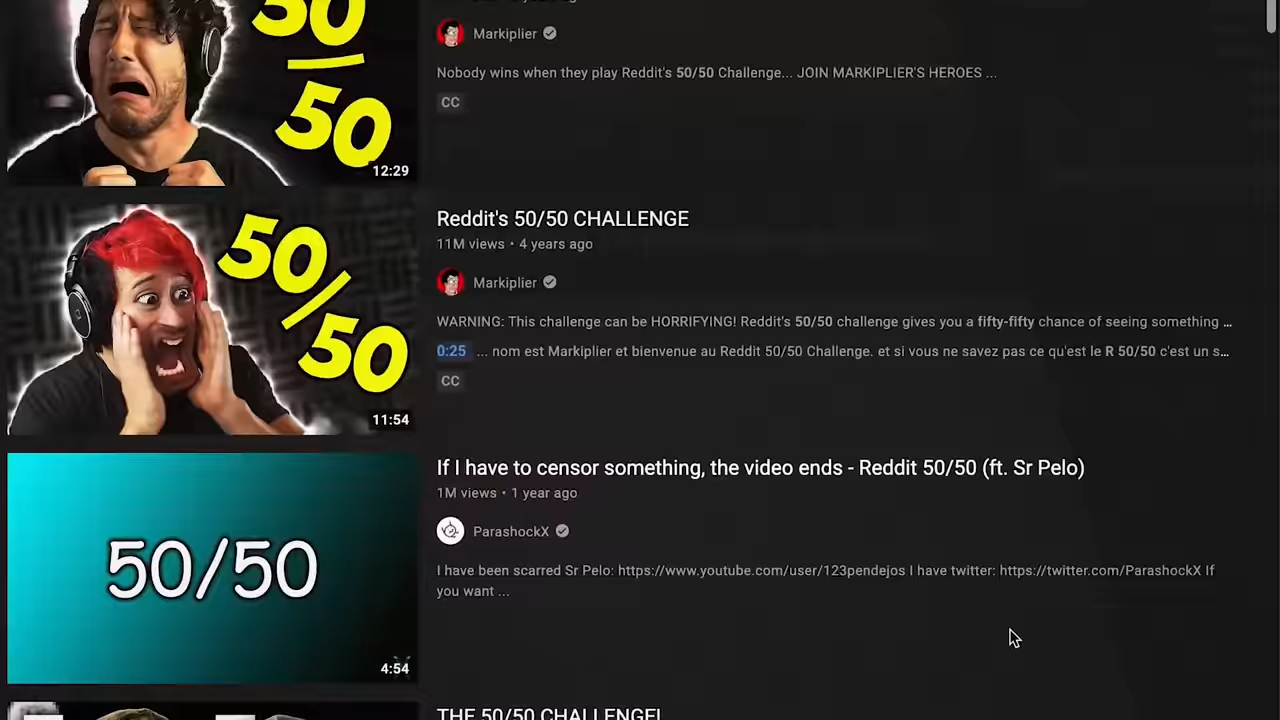 50/50
12:29
Markiplier
Nobody wins when they play Reddit's 50/50 Challenge... JOIN MARKIPLIER'S HEROES ...
CC
50/50
11:54
Reddit's 50/50 CHALLENGE
11M views • 4 years ago
Markiplier
WARNING: This challenge can be HORRIFYING! Reddit's 50/50 challenge gives you a fifty-fifty chance of seeing something ...
0:25 ... nom est Markiplier et bienvenue au Reddit 50/50 Challenge. et si vous ne savez pas ce qu'est le R 50/50 c'est un s...
CC
50/50
4:54
If I have to censor something, the video ends - Reddit 50/50 (ft. Sr Pelo)
1M views • 1 year ago
ParashockX
I have been scarred Sr Pelo: https://www.youtube.com/user/123pendejos I have twitter: https://twitter.com/ParashockX If
you want ...
THE 50/50 CHALLENGE!